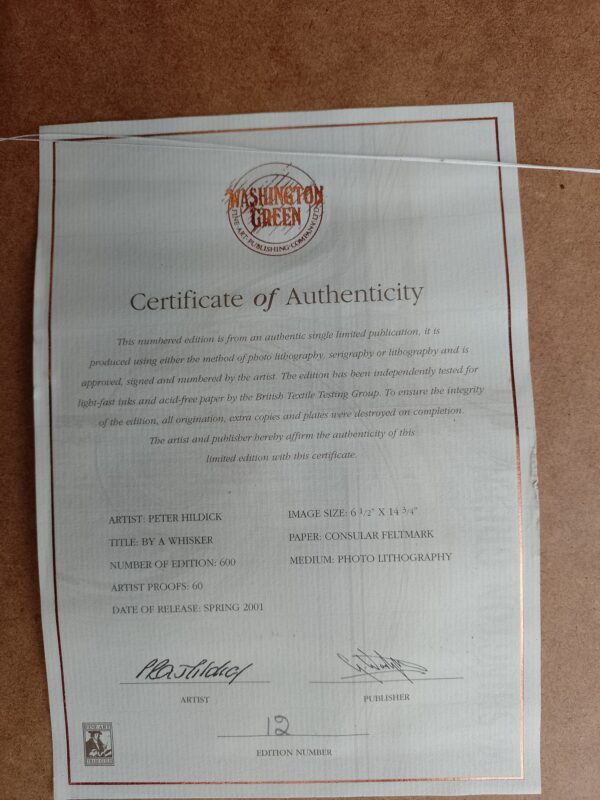 WASHINGTON
GREEN
FINE ART PUBLISHING COMPANY LTD
Certificate of Authenticity
This numbered edition is from an authentic single limited publication, it is
produced using either the method of photo lithography, serigraphy or lithography and is
approved, signed and numbered by the artist. The edition has been independently tested for
light-fast inks and acid-free paper by the British Textile Testing Group. To ensure the integrity
of the edition, all origination, extra copies and plates were destroyed on completion.
The artist and publisher hereby affirm the authenticity of this
limited edition with this certificate.
ARTIST: PETER HILDICK
TITLE: BY A WHISKER
NUMBER OF EDITION: 600
ARTIST PROOFS: 60
DATE OF RELEASE: SPRING 2001
IMAGE SIZE: 6 1/2" X 14 3/4"
PAPER: CONSULAR FELTMARK
MEDIUM: PHOTO LITHOGRAPHY
ARTIST
PUBLISHER
12
EDITION NUMBER
FINE ART
TRADE GUILD